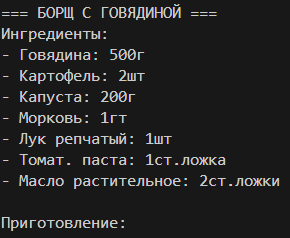 === БОРЩ С ГОВЯДИНОЙ ===
Ингредиенты:
- Говядина: 500г
- Картофель: 2шт
- Капуста: 200г
- Морковь: 1гт
- Лук репчатый: 1шт
- Томат. паста: 1ст.ложка
- Масло растительное: 2ст.ложки
Приготовление: